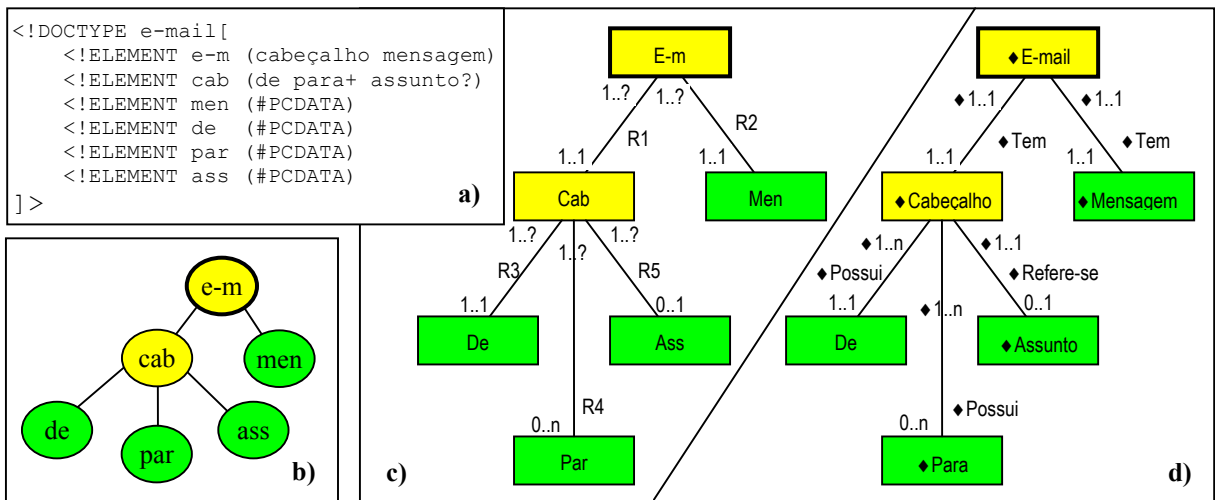 <!DOCTYPE e-mail[
<!ELEMENT e-m (cabeçalho mensagem)
<!ELEMENT cab (de para+ assunto?)
<!ELEMENT men (#PCDATA)
<!ELEMENT de  (#PCDATA)
<!ELEMENT par (#PCDATA)
<!ELEMENT ass (#PCDATA)
]>
a)
e-m
cab
men
de
par
ass
b)
E-m
1..?
1..?
R1
R2
1..1
1..1
Cab
Men
1..?
1..?
1..?
R3
R5
1..1
0..1
De
Ass
R4
0..n
Par
c)
♦E-mail
♦1..1
♦1..1
♦Tem
♦Tem
1..1
1..1
♦Cabeçalho
♦Mensagem
♦1..n
♦1..1
♦Possui
♦Refere-se
1..1
♦1..n
0..1
De
♦Assunto
♦Possui
0..n
♦Para
d)